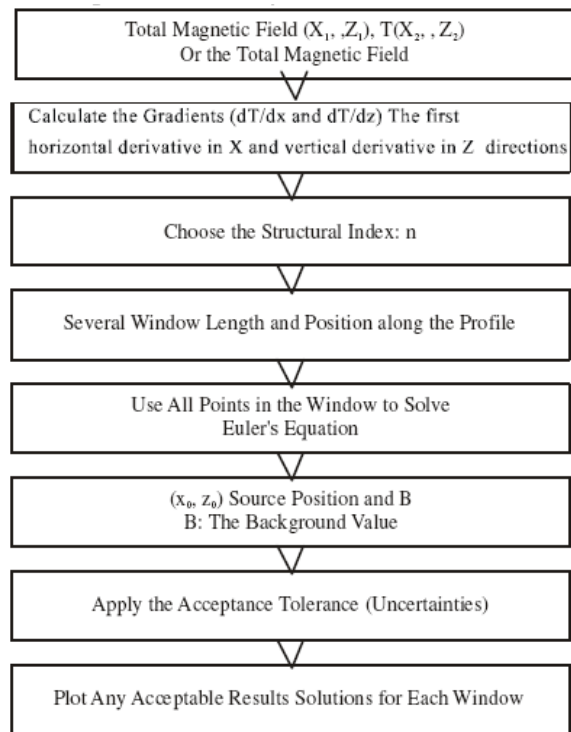 Total Magnetic Field (X₁, ,Z₁), T(X₂, , Z₂)
Or the Total Magnetic Field
Calculate the Gradients (dT/dx and dT/dz) The first
horizontal derivative in X and vertical derivative in Z directions
Choose the Structural Index: n
Several Window Length and Position along the Profile
Use All Points in the Window to Solve
Euler's Equation
(x₀, z₀) Source Position and B
B: The Background Value
Apply the Acceptance Tolerance (Uncertainties)
Plot Any Acceptable Results Solutions for Each Window